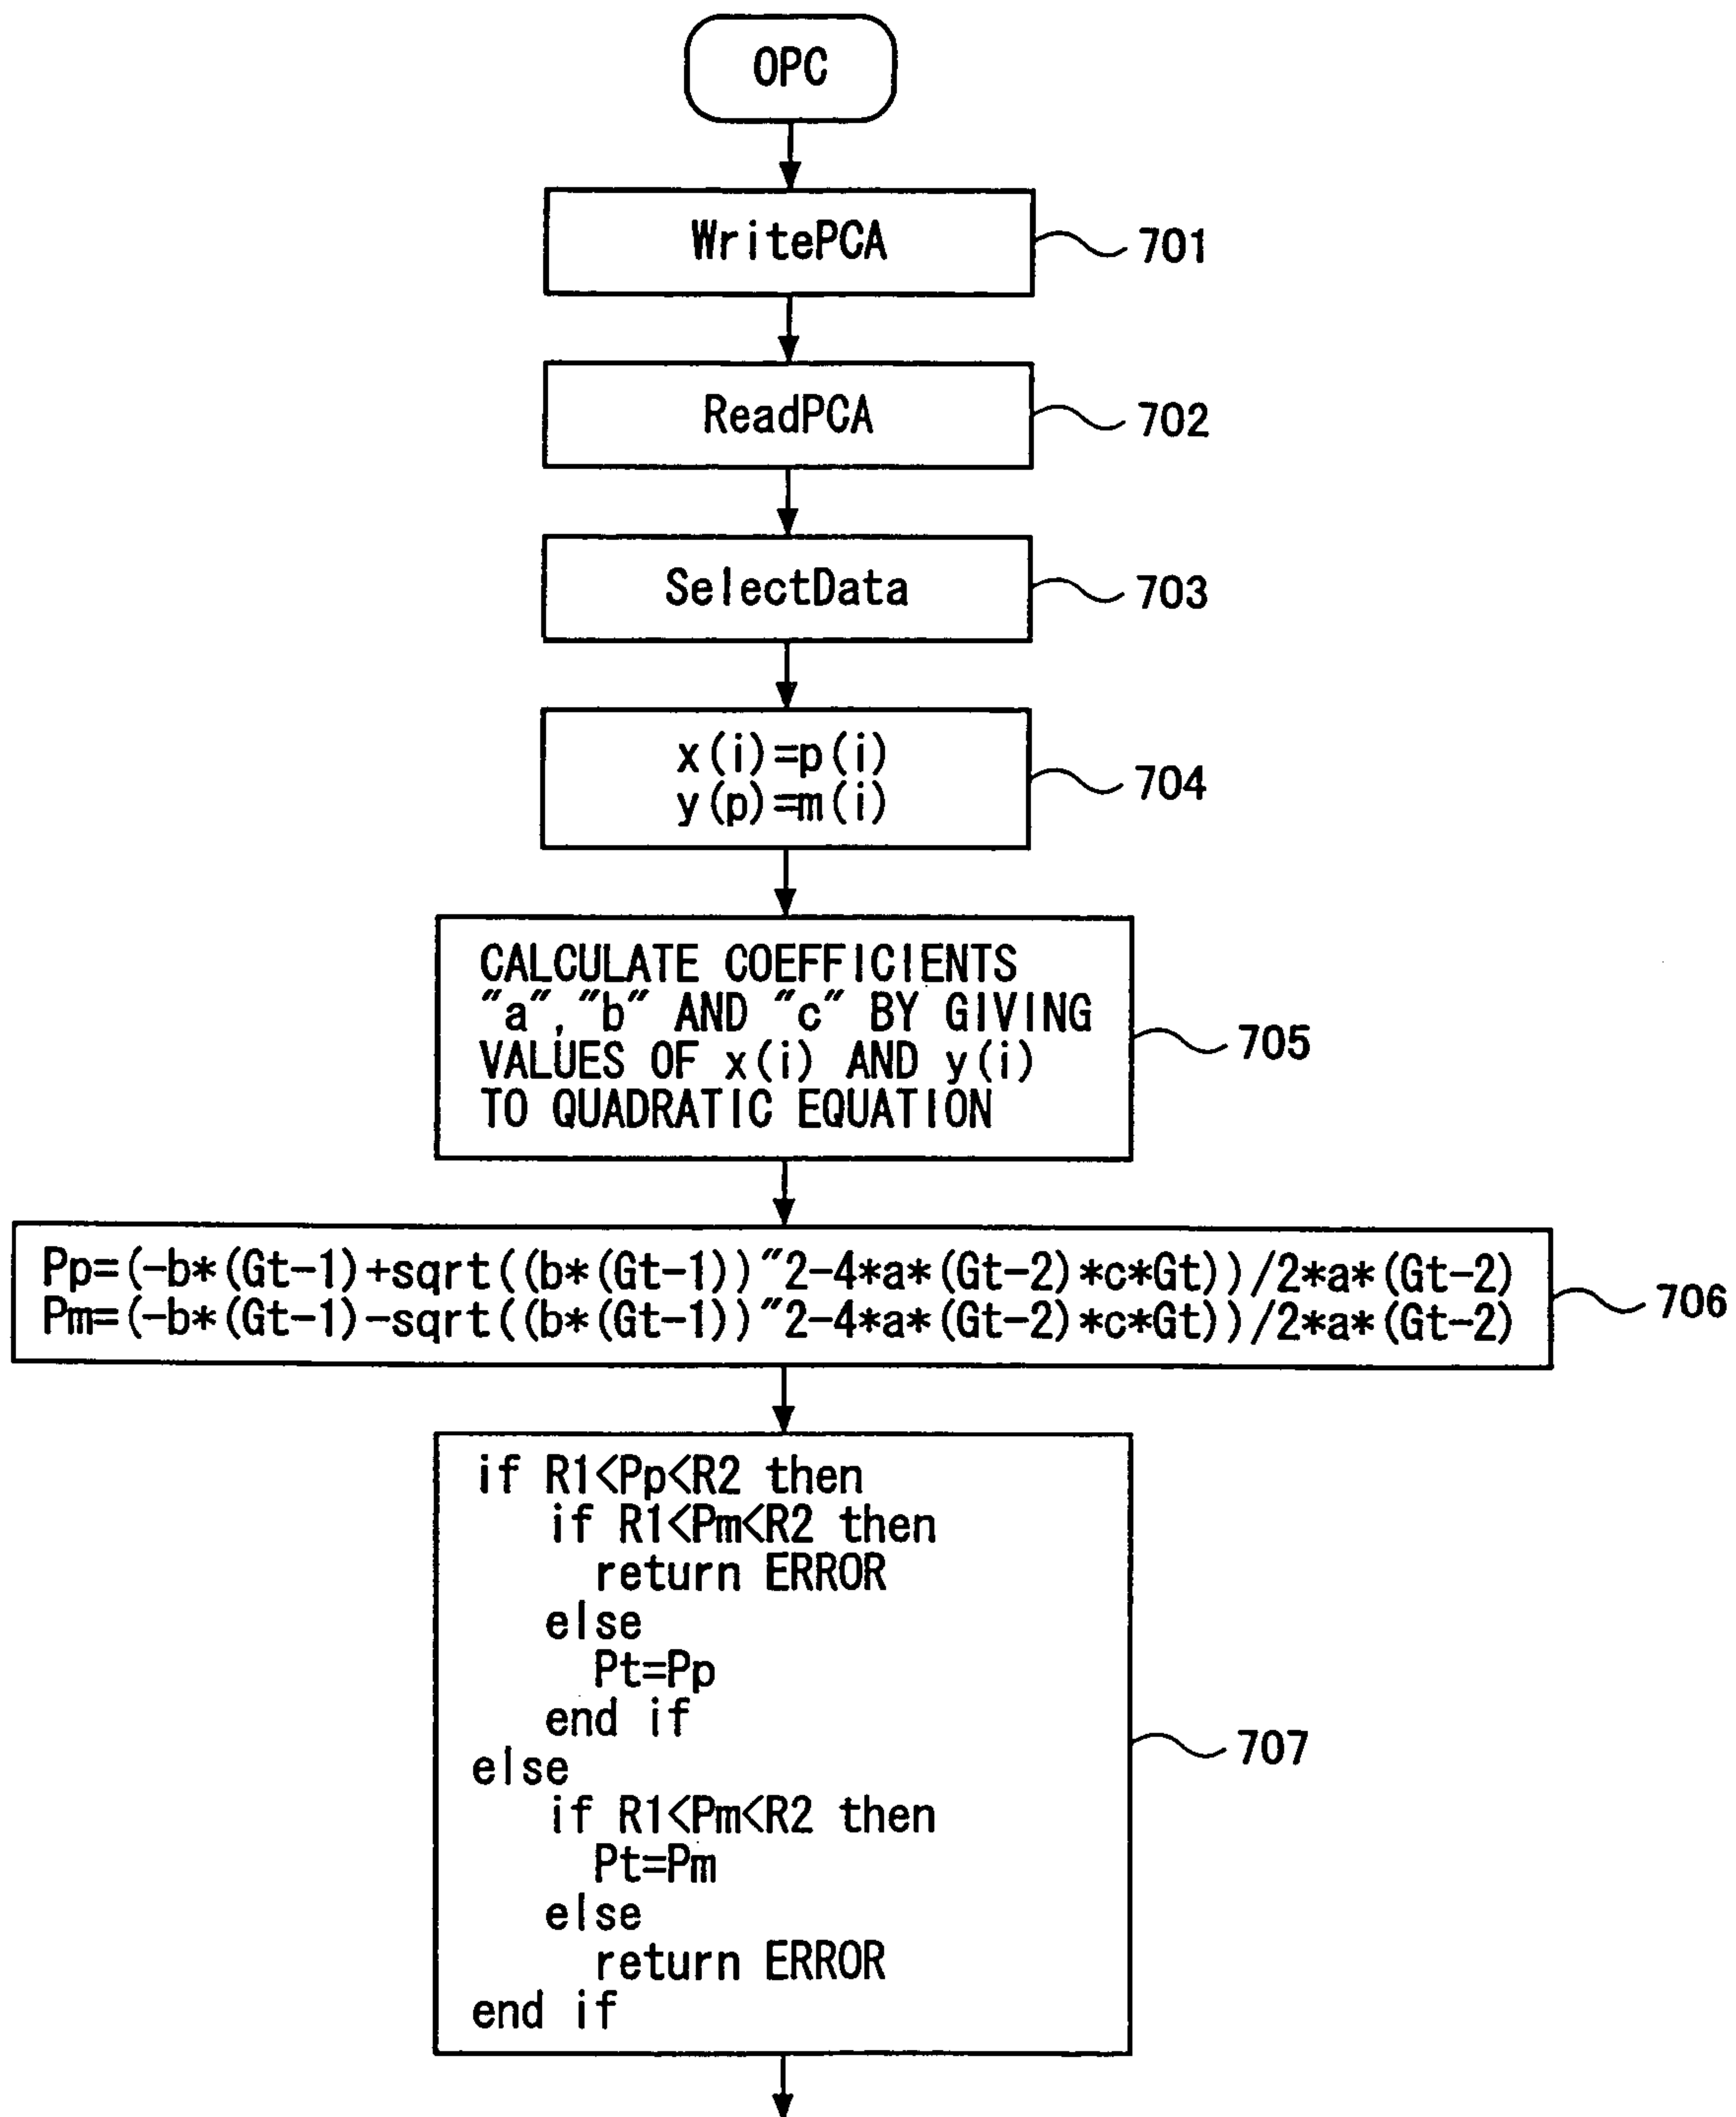 OPC
WritePCA
701
ReadPCA
702
SelectData
703
x(i)=p(i)
y(p)=m(i)
704
CALCULATE COEFFICIENTS
"a","b" AND "c" BY GIVING
VALUES OF x(i) AND y(i)
TO QUADRATIC EQUATION
705
Pp=(-b*(Gt-1)+sqrt((b*(Gt-1))"2-4*a*(Gt-2)*c*Gt))/2*a*(Gt-2)
Pm=(-b*(Gt-1)-sqrt((b*(Gt-1))"2-4*a*(Gt-2)*c*Gt))/2*a*(Gt-2)
706
if R1<Pp<R2 then
if R1<Pm<R2 then
return ERROR
else
Pt=Pp
end if
else
if R1<Pm<R2 then
Pt=Pm
else
return ERROR
end if
707